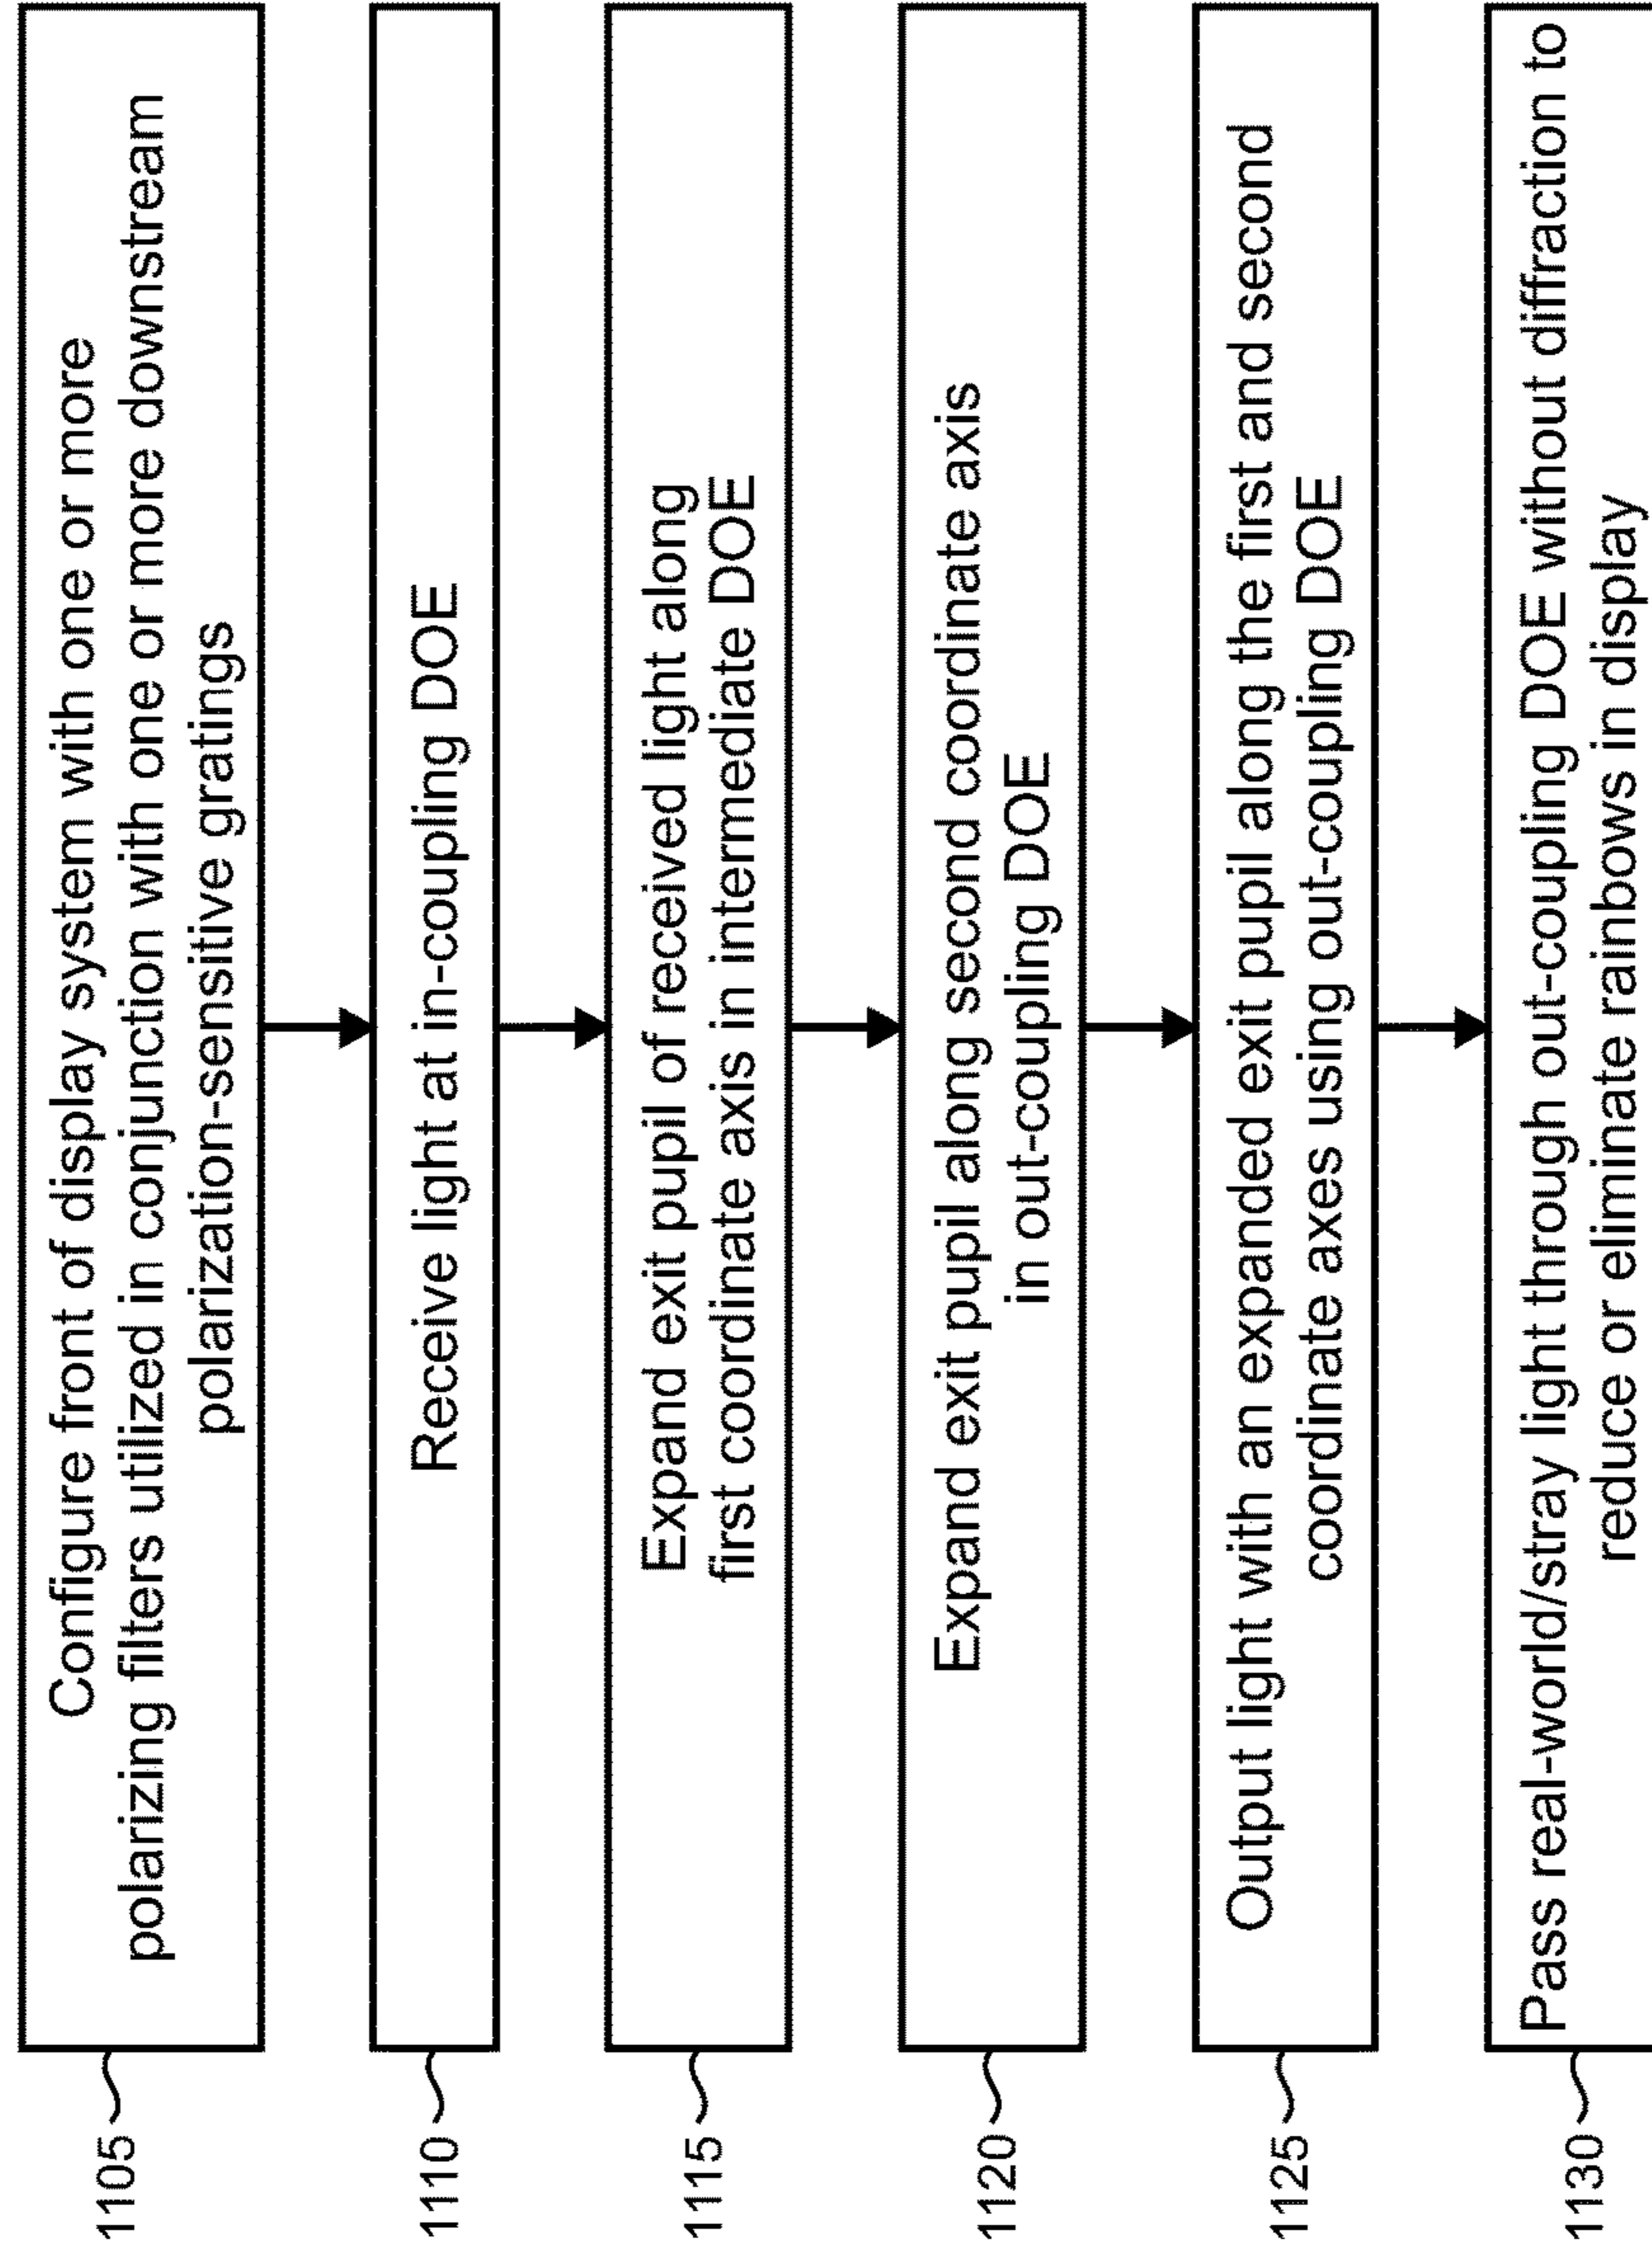 1105
Configure front of display system with one or more
polarizing filters utilized in conjunction with one or more downstream
polarization-sensitive gratings
1110
Receive light at in-coupling DOE
1115
Expand exit pupil of received light along
first coordinate axis in intermediate DOE
1120
Expand exit pupil along second coordinate axis
in out-coupling DOE
1125
Output light with an expanded exit pupil along the first and second
coordinate axes using out-coupling DOE
1130
Pass real-world/stray light through out-coupling DOE without diffraction to
reduce or eliminate rainbows in display